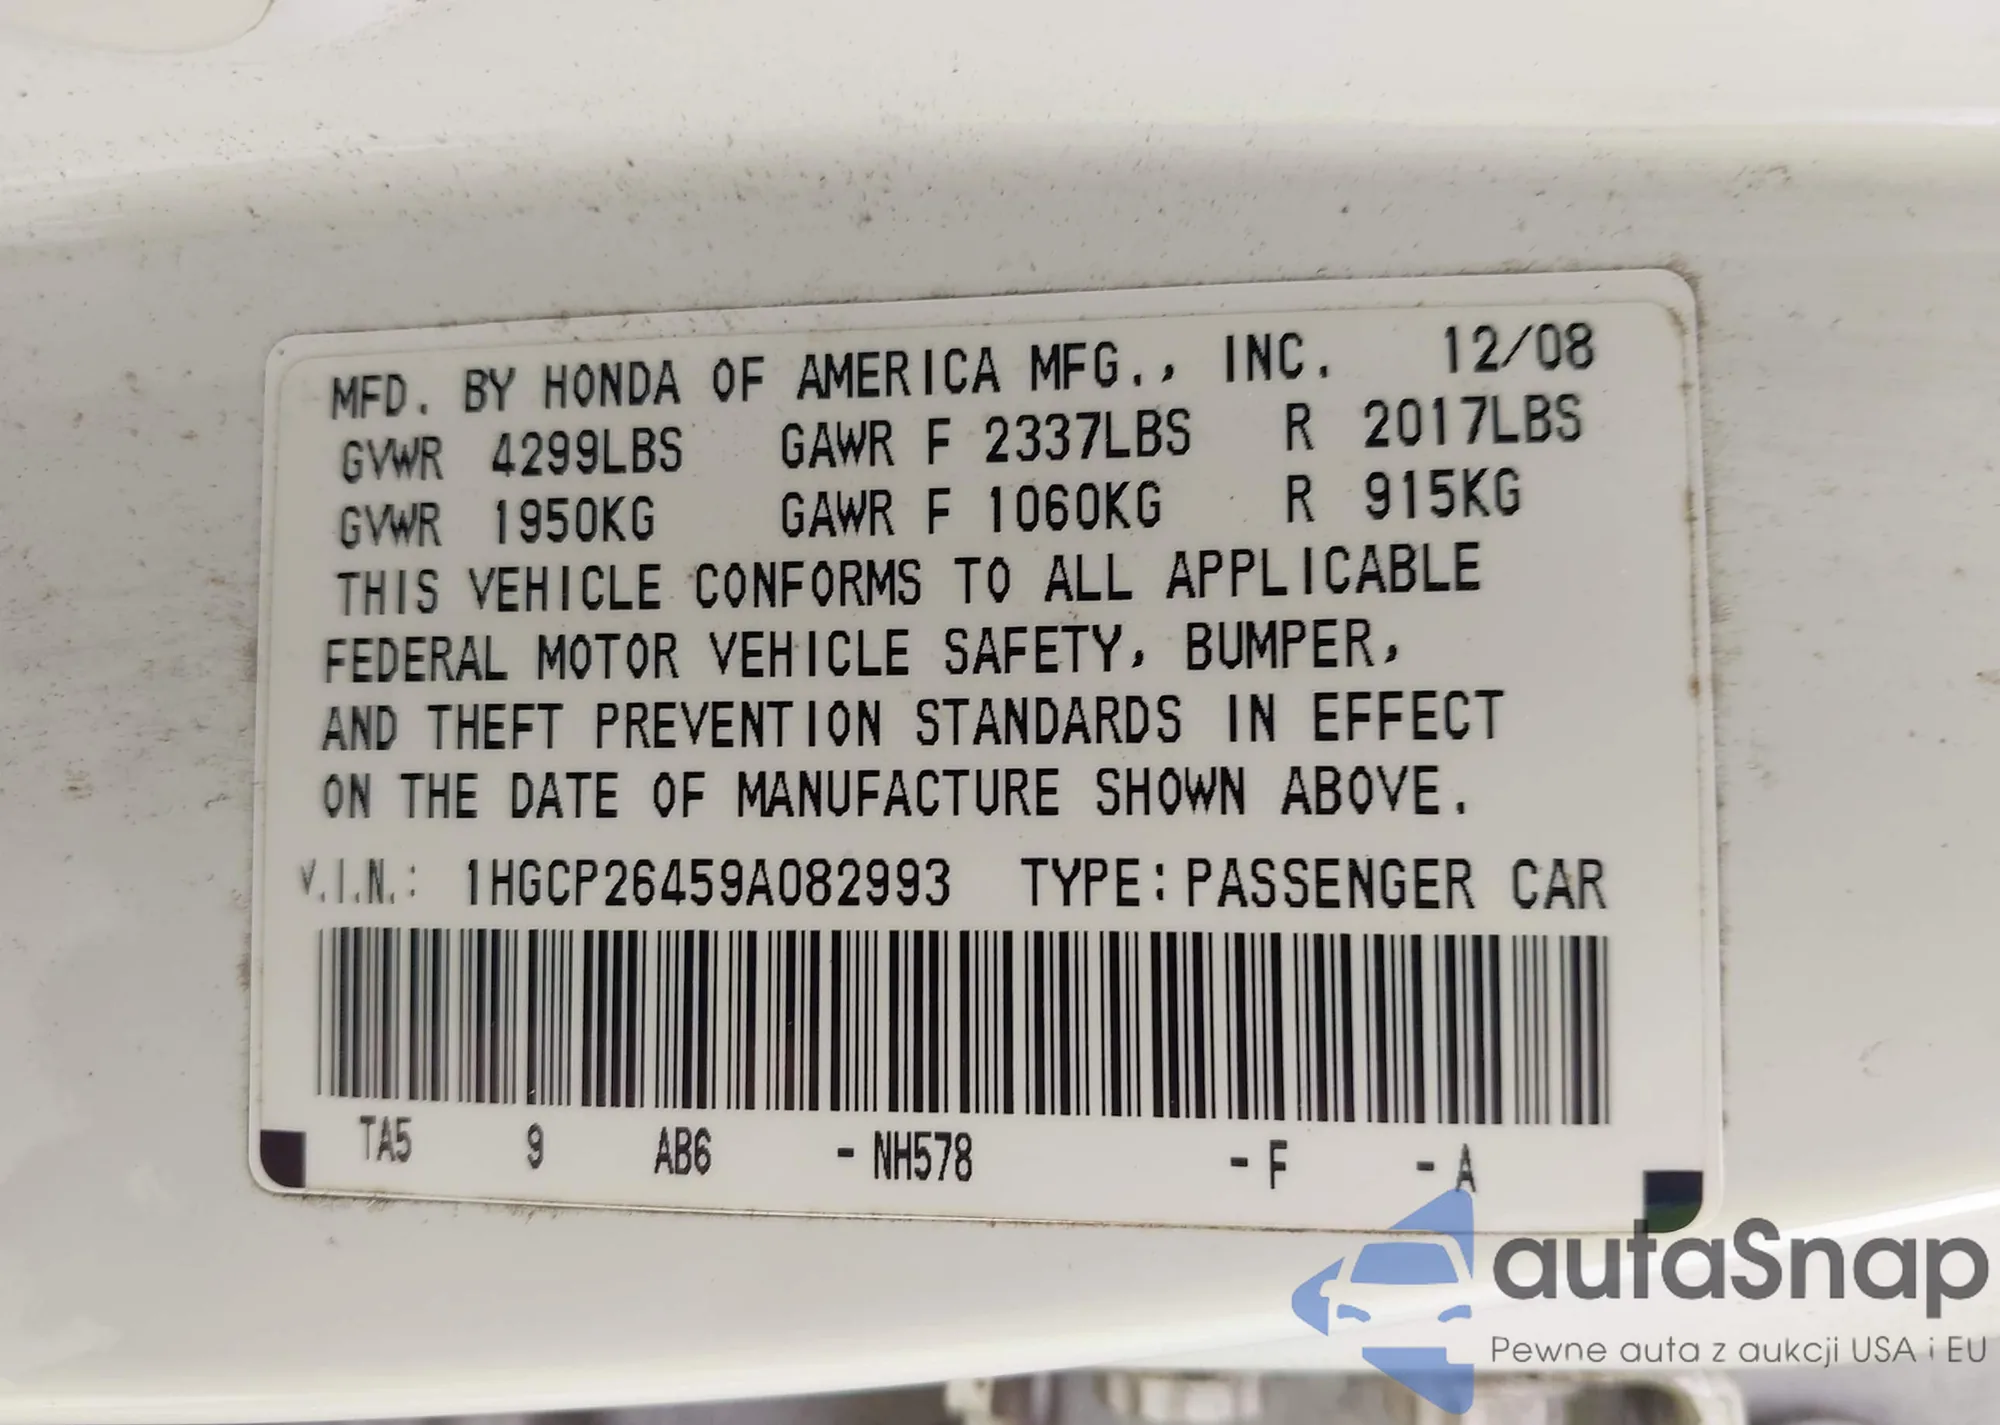 MFD. BY HONDA OF AMERICA MFG., INC. 12/08
GVWR 4299LBS GAWR F 2337LBS R 2017LBS
GVWR 1950KG GAWR F 1060KG R 915KG
THIS VEHICLE CONFORMS TO ALL APPLICABLE
FEDERAL MOTOR VEHICLE SAFETY, BUMPER,
AND THEFT PREVENTION STANDARDS IN EFFECT
ON THE DATE OF MANUFACTURE SHOWN ABOVE.
V.I.N.: 1HGCP26459A082993 TYPE: PASSENGER CAR
TA5 9 AB6 - NH578 - F - A
autaSnap
Pewne auta z aukcji USA i EU